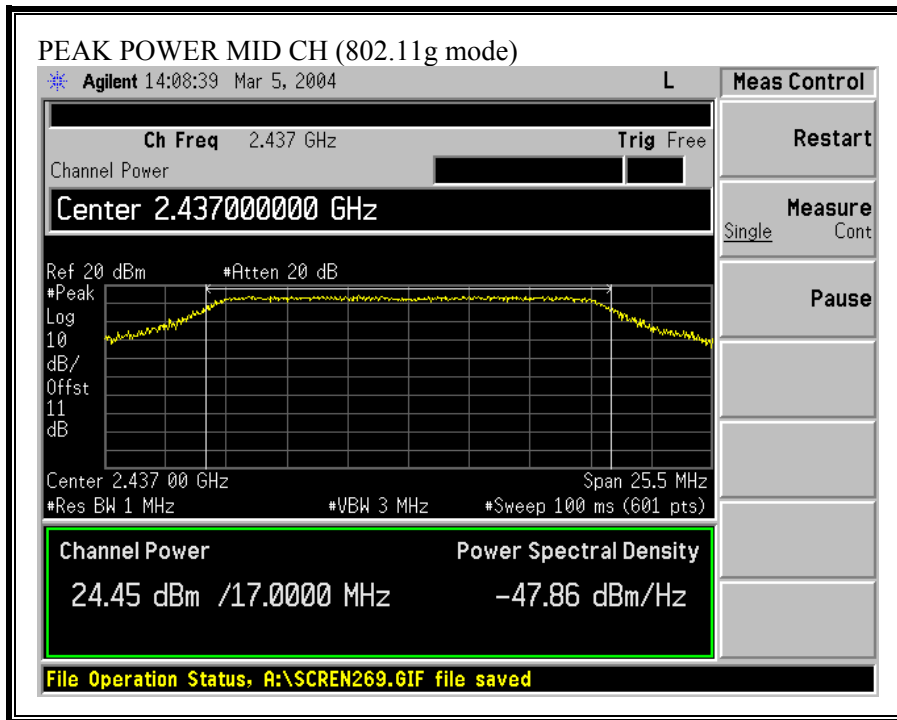 PEAK POWER MID CH (802.11g mode)
Agilent 14:08:39 Mar 5, 2004 L
Meas Control
Ch Freq 2.437 GHz Trig Free
Channel Power
Center 2.437000000 GHz
Restart
Measure
Single Cont
Pause
Ref 20 dBm #Atten 20 dB
#Peak
Log
10
dB/
Offst
11
dB
Center 2.437 00 GHz Span 25.5 MHz
#Res BW 1 MHz #VBW 3 MHz #Sweep 100 ms (601 pts)
Channel Power Power Spectral Density
24.45 dBm /17.0000 MHz -47.86 dBm/Hz
File Operation Status, A:\SCREN269.GIF file saved